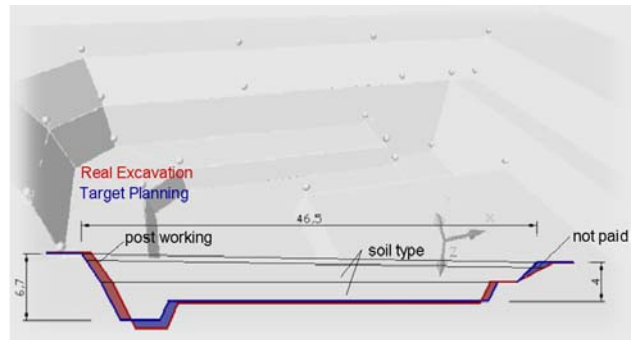 Real Excavation
Target Planning
46,5
post working
soil type
not paid
6,7
4
X
Z